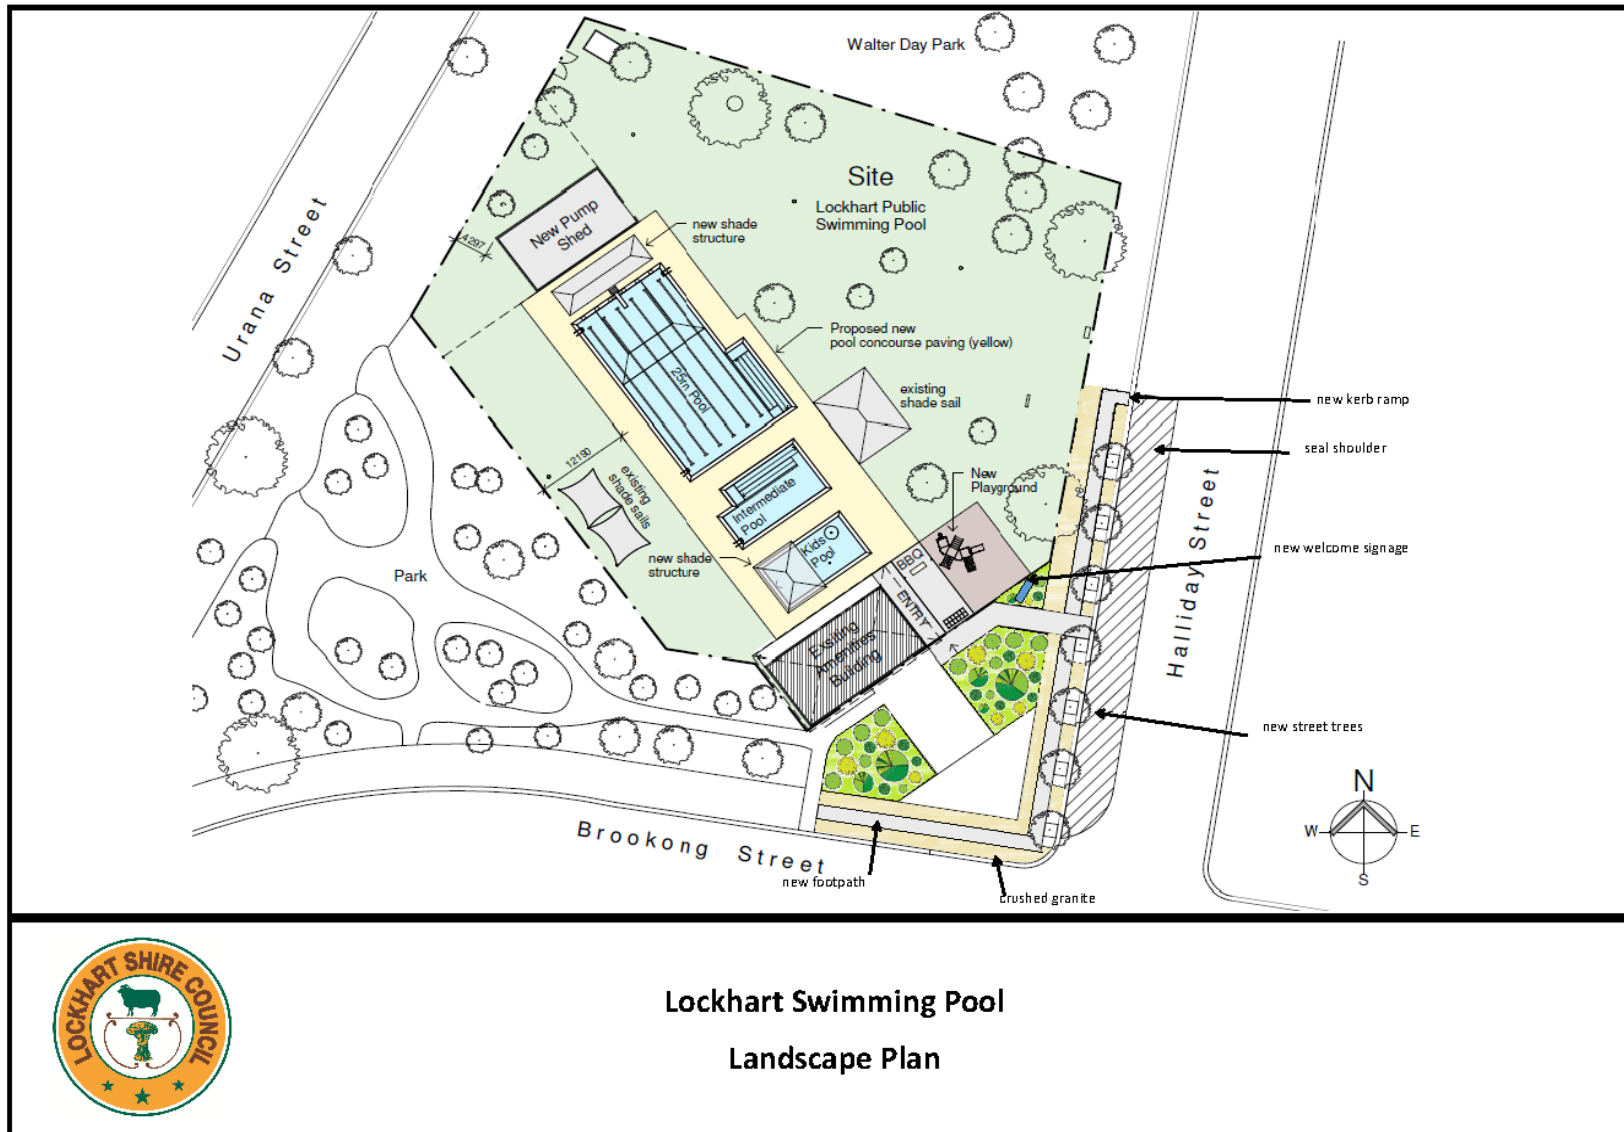 Walter Day Park
Site
Lockhart Public
Swimming Pool
Urana Street
New Pump
Shed
4297
new shade
structure
Proposed new
pool concourse paving (yellow)
25m Pool
existing
shade sail
12190
existing
shade sails
Intermediate
Pool
New
Playground
new shade
structure
Kids
Pool
BBQ
ENTRY
Park
Exsiting
Amenities
Building
new kerb ramp
seal shoulder
Halliday Street
new welcome signage
new street trees
Brookong Street
new footpath
crushed granite
N
W
E
S
LOCKHART SHIRE COUNCIL
Lockhart Swimming Pool
Landscape Plan